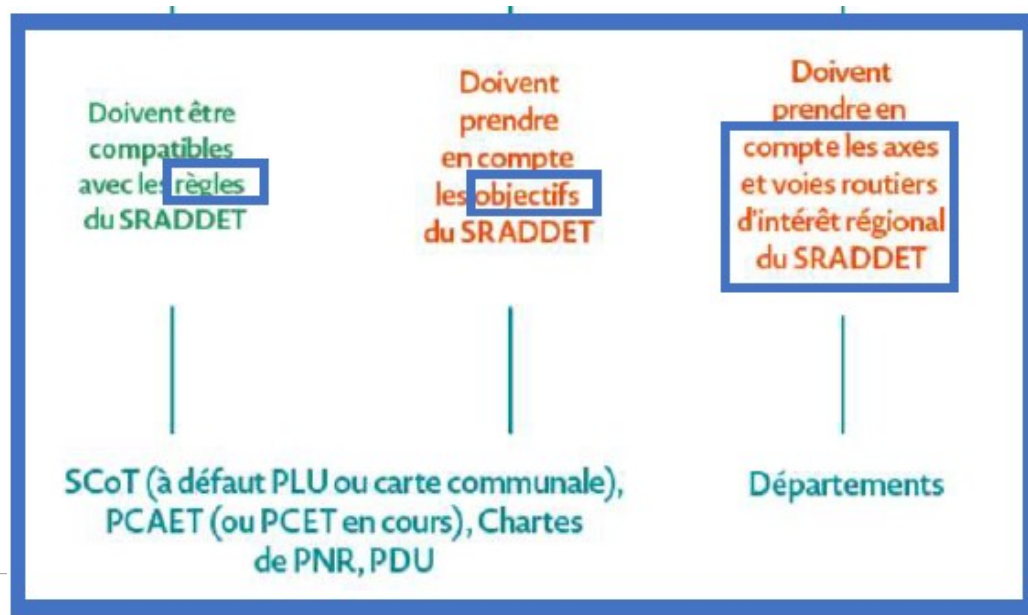 Doivent être
compatibles
avec les règles
du SRADDET
Doivent
prendre
en compte
les objectifs
du SRADDET
Doivent
prendre en
compte les axes
et voies routiers
d'intérêt régional
du SRADDET
SCoT (à défaut PLU ou carte communale),
PCAET (ou PCET en cours), Chartes
de PNR, PDU
Départements